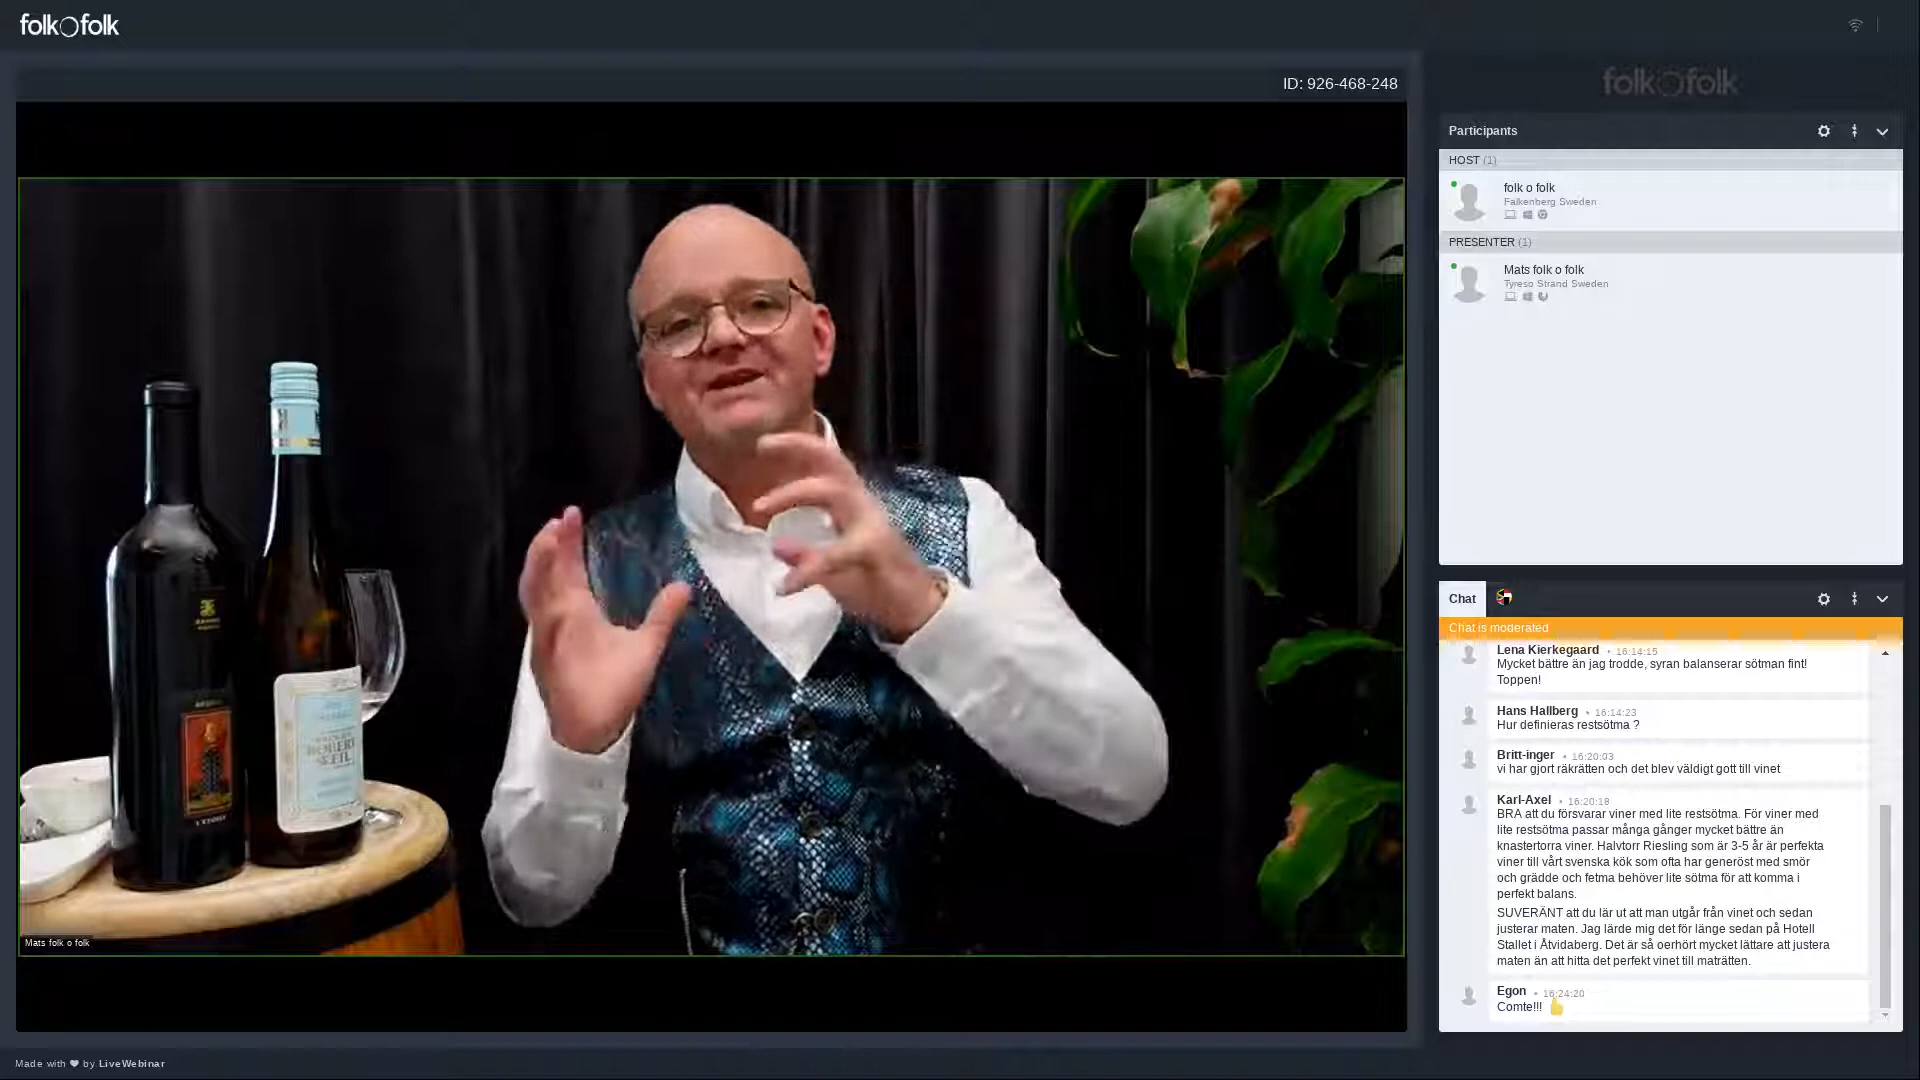 folkofolk
ID: 926-468-248
folkofolk
Participants
HOST (1)
folk o folk
Falkenberg Sweden
PRESENTER (1)
Mats folk o folk
Tyreso Strand Sweden
ROBERT
WEIL
Mats folk o folk
Chat
Chat is moderated
Lena Kierkegaard • 16:14:15
Mycket bättre än jag trodde, syran balanserar sötman fint!
Toppen!
Hans Hallberg • 16:14:23
Hur definieras restsötma ?
Britt-inger • 16:20:03
vi har gjort räkrätten och det blev väldigt gott till vinet
Karl-Axel • 16:20:18
BRA att du försvarar viner med lite restsötma. För viner med
lite restsötma passar många gånger mycket bättre än
knastertorra viner. Halvtorr Riesling som är 3-5 år är perfekta
viner till vårt svenska kök som ofta har generöst med smör
och grädde och fetma behöver lite sötma för att komma i
perfekt balans.
SUVERÄNT att du lär ut att man utgår från vinet och sedan
justerar maten. Jag lärde mig det för länge sedan på Hotell
Stallet i Åtvidaberg. Det är så oerhört mycket lättare att justera
maten än att hitta det perfekt vinet till maträtten.
Egon • 16:24:20
Comte!!! 👍
Made with ♥ by LiveWebinar